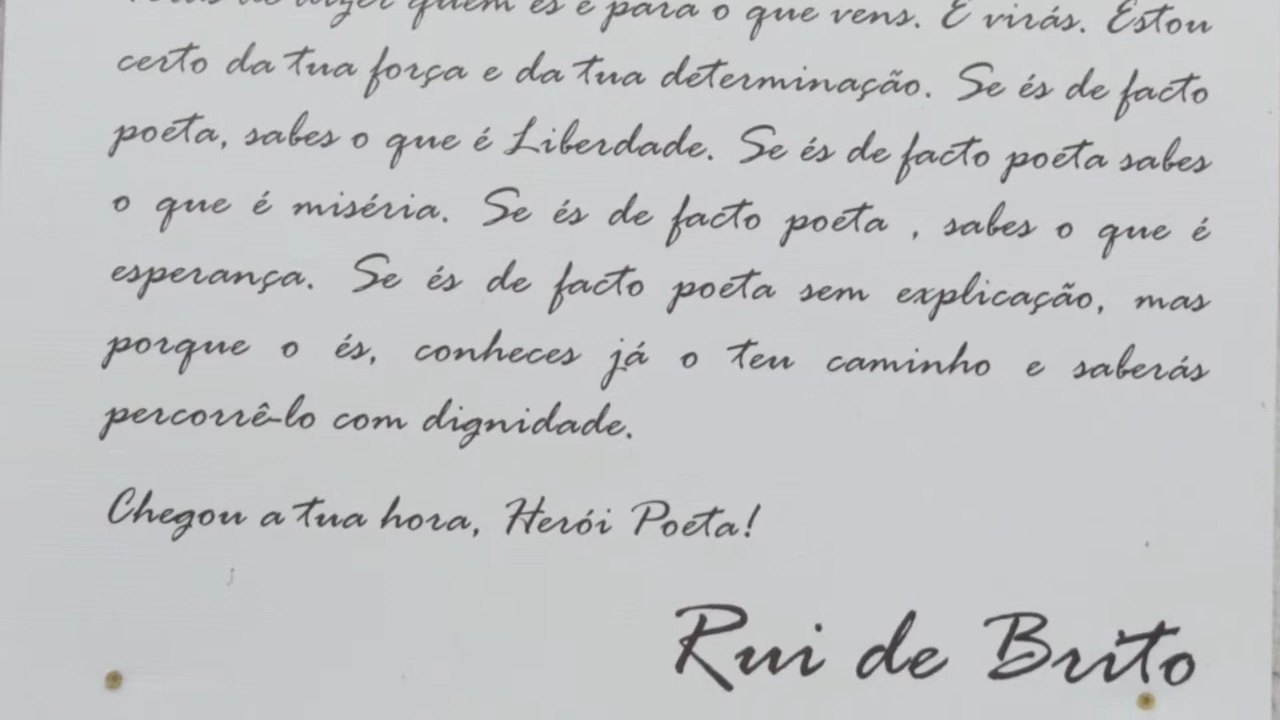 de dizer quem és e para o que vens. E virás. Estou
certo da tua força e da tua determinação. Se és de facto
poeta, sabes o que é Liberdade. Se és de facto poeta sabes
o que é miséria. Se és de facto poeta , sabes o que é
esperança. Se és de facto poeta sem explicação, mas
porque o és, conheces já o teu caminho e saberás
percorrê-lo com dignidade.
Chegou a tua hora, Herói Poeta!
Rui de Brito